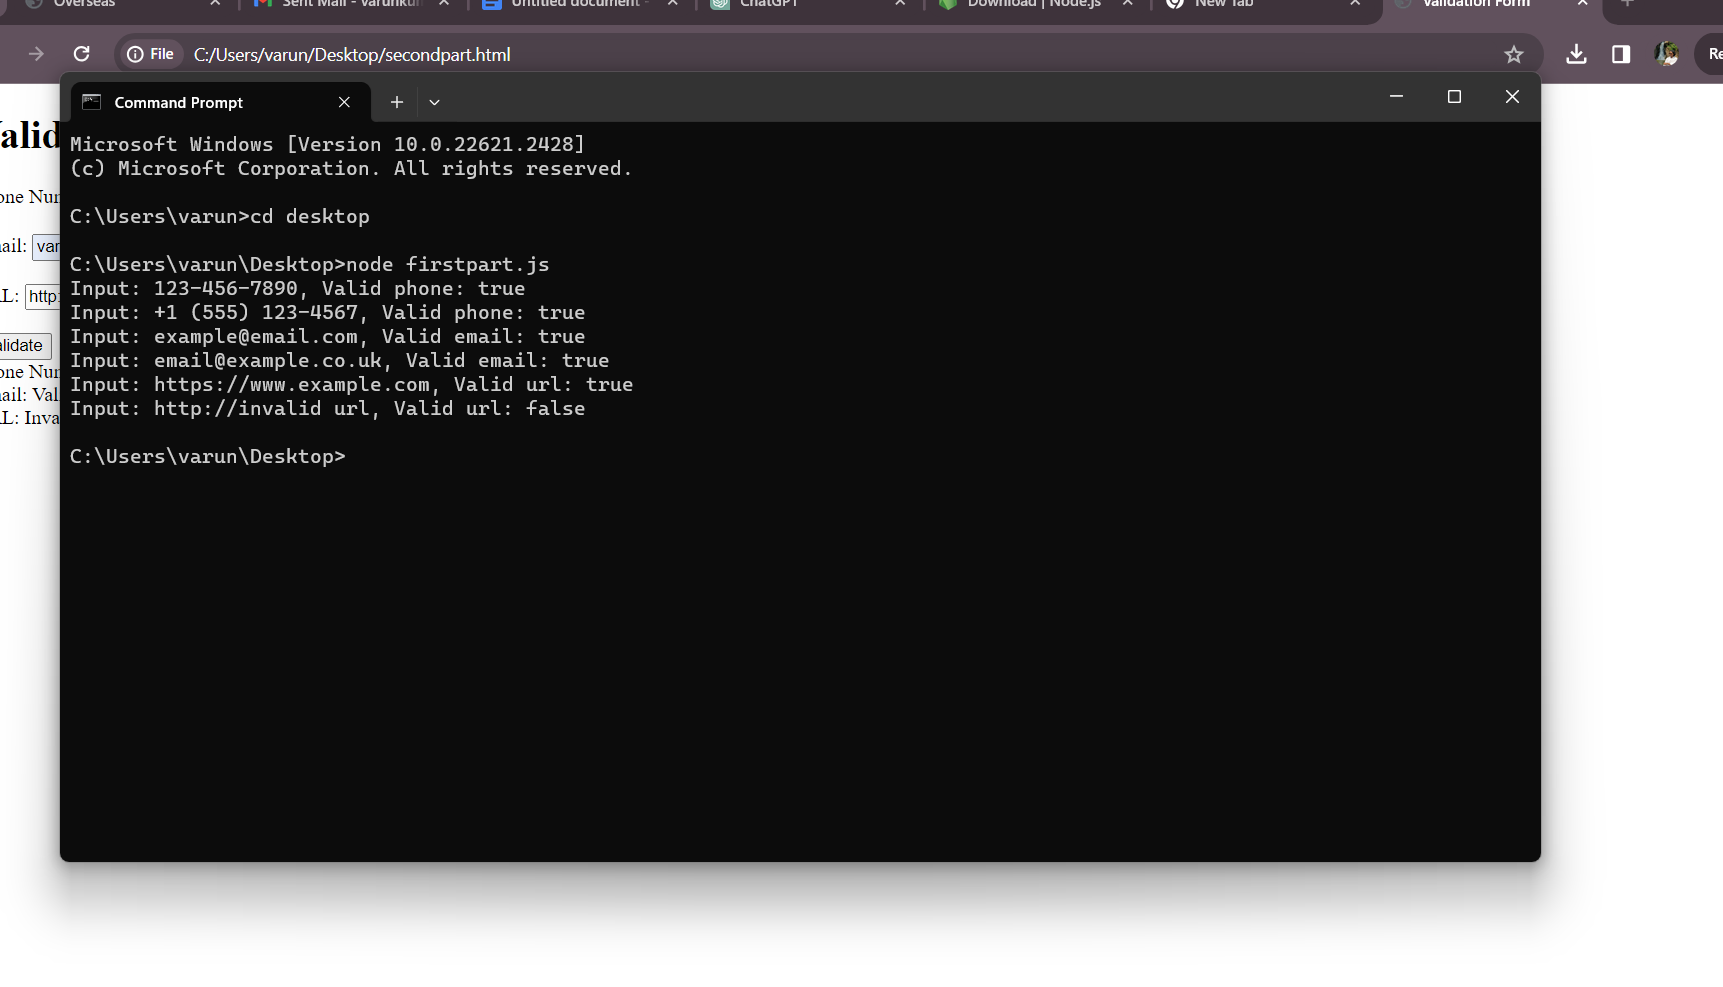 Overseas
Sent Mail - varunkum
Untitled document -
ChatGPT
Download | Node.js
New Tab
Validation Form
File
C:/Users/varun/Desktop/secondpart.html
Re
Command Prompt
Microsoft Windows [Version 10.0.22621.2428]
(c) Microsoft Corporation. All rights reserved.
C:\Users\varun>cd desktop
C:\Users\varun\Desktop>node firstpart.js
Input: 123-456-7890, Valid phone: true
Input: +1 (555) 123-4567, Valid phone: true
Input: example@email.com, Valid email: true
Input: email@example.co.uk, Valid email: true
Input: https://www.example.com, Valid url: true
Input: http://invalid url, Valid url: false
C:\Users\varun\Desktop>
alid
one Nur
ail: var
L: http
alidate
one Nur
ail: Val
L: Inva